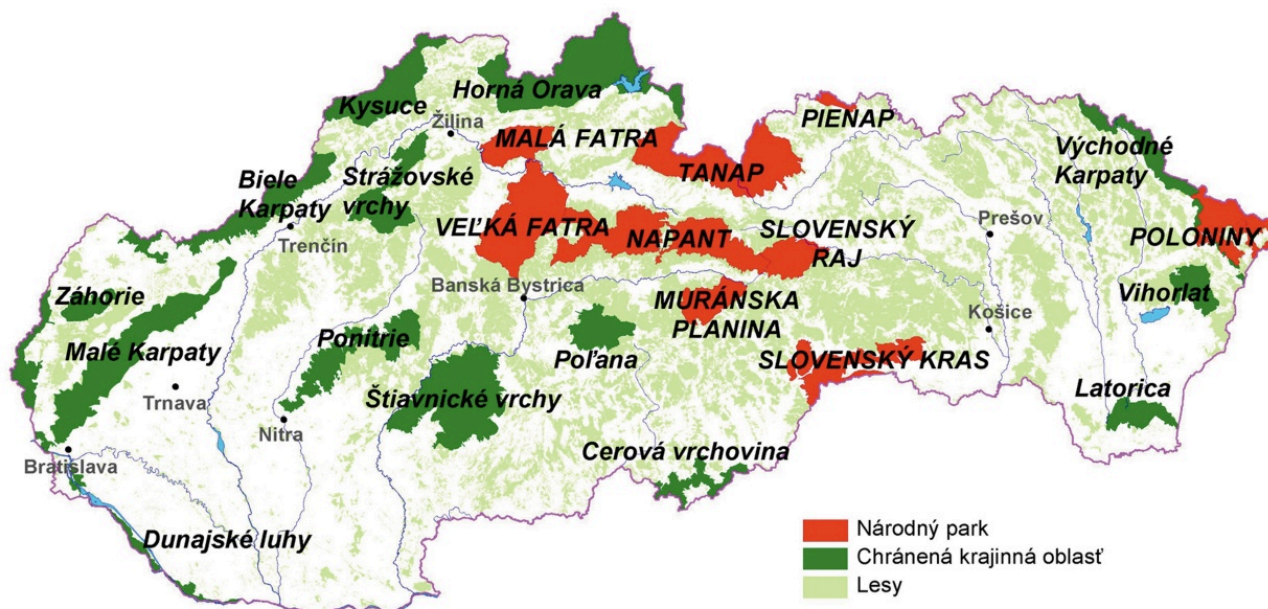 Kysuce
Horná Orava
Žilina
MALÁ FATRA
PIENAP
TANAP
Východné
Karpaty
Biele
Karpaty
Strážovské
vrchy
Trenčín
VEĽKÁ FATRA
NAPANT
SLOVENSKÝ
RAJ
Prešov
POLONINY
Záhorie
Banská Bystrica
MURÁNSKA
PLANINA
Vihorlat
Košice
Malé Karpaty
Ponitrie
Poľana
SLOVENSKÝ KRAS
Trnava
Štiavnické vrchy
Latorica
Nitra
Bratislava
Cerová vrchovina
Dunajské luhy
Národný park
Chránená krajinná oblasť
Lesy